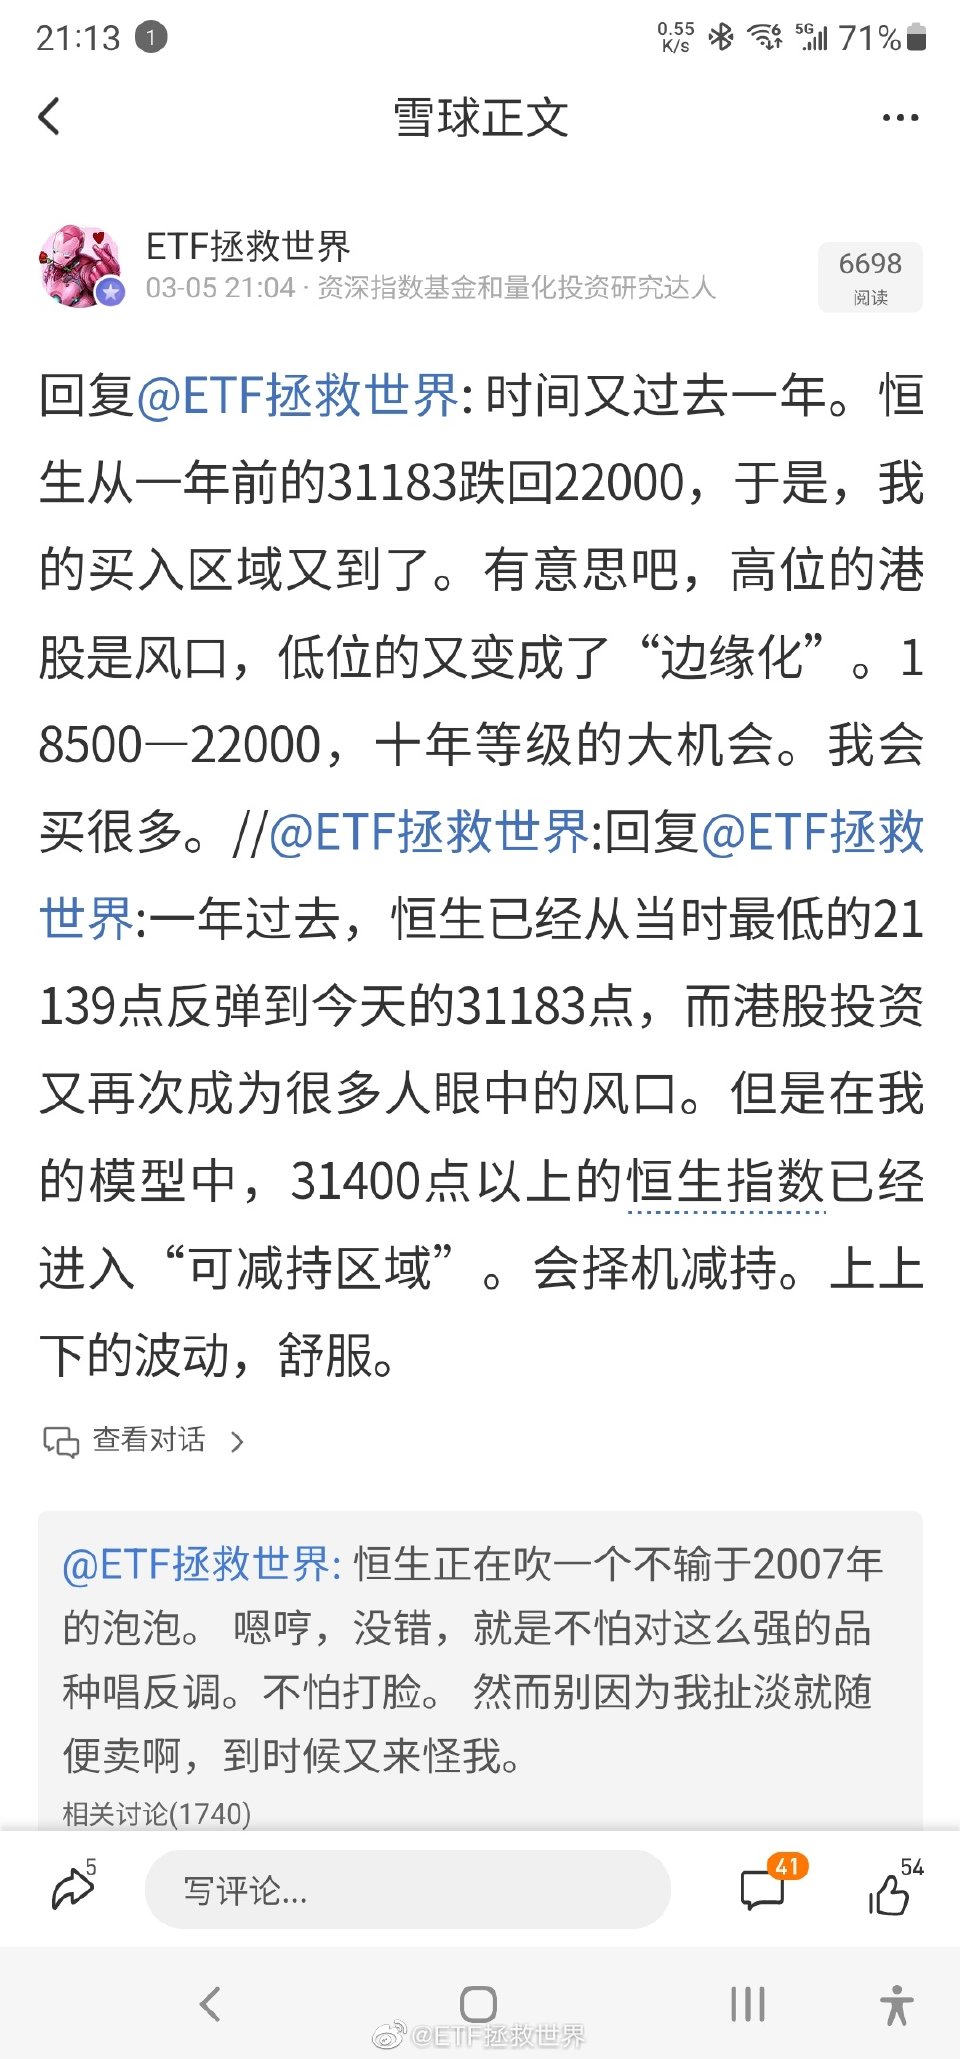 21:13 1 0.55 K/s 6 5G 71%
雪球正文
ETF拯救世界
03-05 21:04 · 资深指数基金和量化投资研究达人
6698
阅读
回复@ETF拯救世界: 时间又过去一年。恒
生从一年前的31183跌回22000，于是，我
的买入区域又到了。有意思吧，高位的港
股是风口，低位的又变成了“边缘化”。1
8500—22000，十年等级的大机会。我会
买很多。//@ETF拯救世界:回复@ETF拯救
世界:一年过去，恒生已经从当时最低的21
139点反弹到今天的31183点，而港股投资
又再次成为很多人眼中的风口。但是在我
的模型中，31400点以上的恒生指数已经
进入“可减持区域”。会择机减持。上上
下的波动，舒服。
查看对话
@ETF拯救世界: 恒生正在吹一个不输于2007年
的泡泡。 嗯哼，没错，就是不怕对这么强的品
种唱反调。不怕打脸。 然而别因为我扯淡就随
便卖啊，到时候又来怪我。
相关讨论(1740)
5
写评论...
41
54
@ETF拯救世界